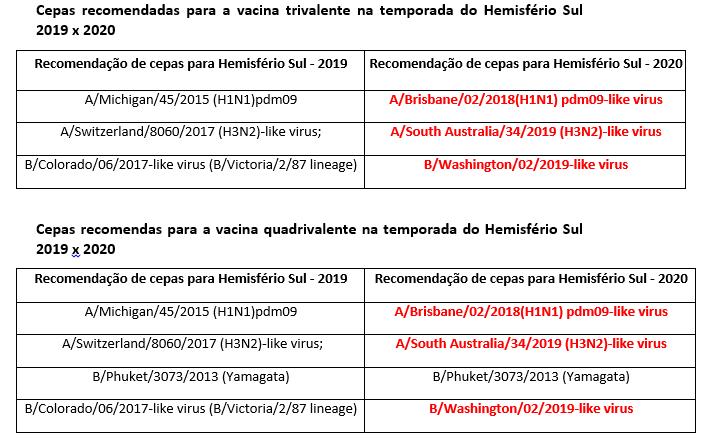 Cepas recomendadas para a vacina trivalente na temporada do Hemisfério Sul
2019 x 2020
Recomendação de cepas para Hemisfério Sul - 2019 Recomendação de cepas para Hemisfério Sul - 2020
A/Michigan/45/2015 (H1N1)pdm09 A/Brisbane/02/2018(H1N1) pdm09-like virus
A/Switzerland/8060/2017 (H3N2)-like virus; A/South Australia/34/2019 (H3N2)-like virus
B/Colorado/06/2017-like virus (B/Victoria/2/87 lineage) B/Washington/02/2019-like virus
Cepas recomendas para a vacina quadrivalente na temporada do Hemisfério Sul
2019 x 2020
Recomendação de cepas para Hemisfério Sul - 2019 Recomendação de cepas para Hemisfério Sul - 2020
A/Michigan/45/2015 (H1N1)pdm09 A/Brisbane/02/2018(H1N1) pdm09-like virus
A/Switzerland/8060/2017 (H3N2)-like virus; A/South Australia/34/2019 (H3N2)-like virus
B/Phuket/3073/2013 (Yamagata) B/Phuket/3073/2013 (Yamagata)
B/Colorado/06/2017-like virus (B/Victoria/2/87 lineage) B/Washington/02/2019-like virus